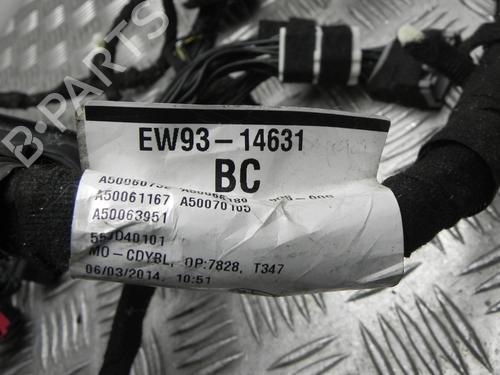 B-PARTS
EW93-14631
BC
A50061167 A50070105
A50063951
MO-CDYBL, OP:7828, T347
06/03/2014, 10:51